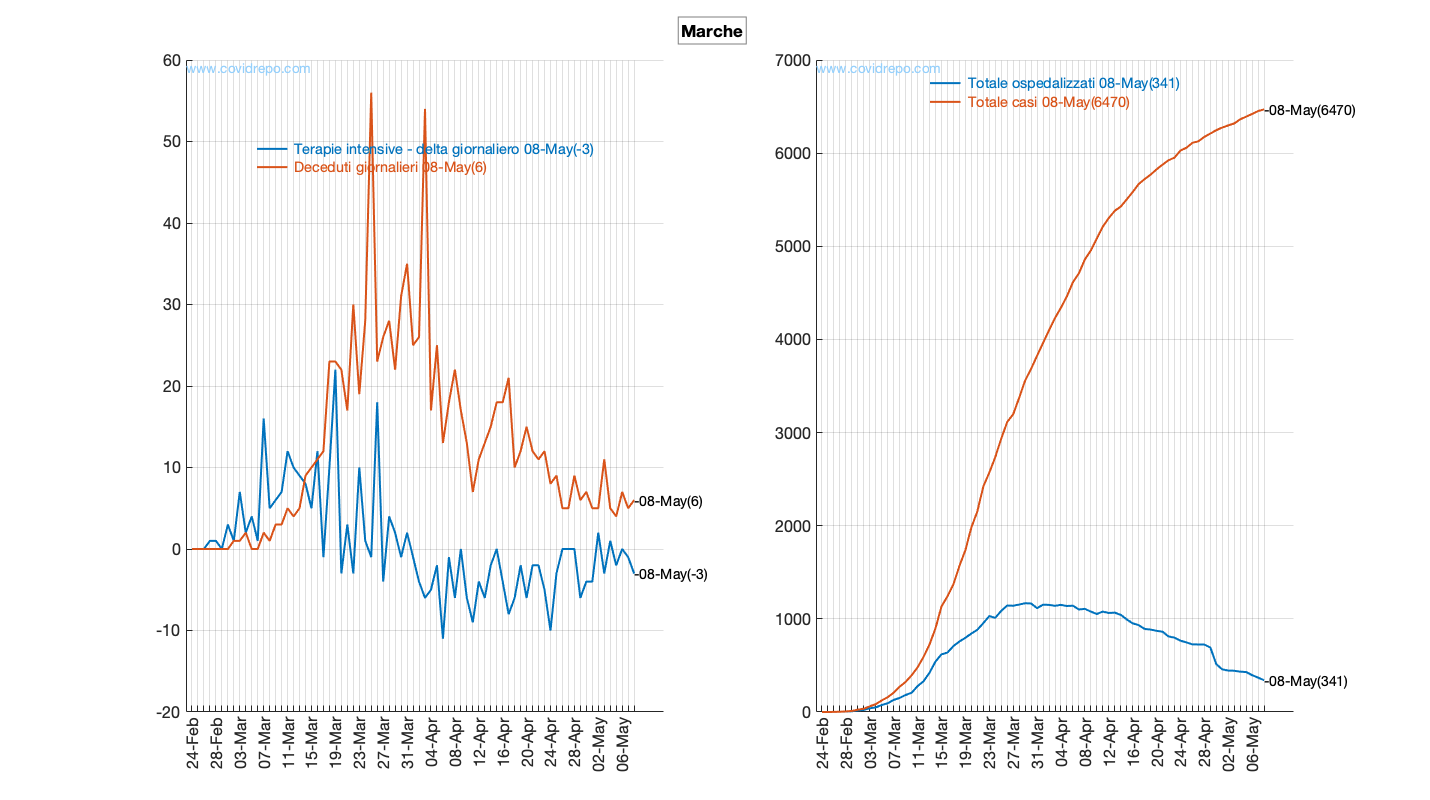 Marche
www.covidrepo.com
Terapie intensive - delta giornaliero 08-May(-3)
Deceduti giornalieri 08-May(6)
60
50
40
30
20
10
0
-10
-20
-08-May(6)
-08-May(-3)
24-Feb
28-Feb
03-Mar
07-Mar
11-Mar
15-Mar
19-Mar
23-Mar
27-Mar
31-Mar
04-Apr
08-Apr
12-Apr
16-Apr
20-Apr
24-Apr
28-Apr
02-May
06-May
www.covidrepo.com
Totale ospedalizzati 08-May(341)
Totale casi 08-May(6470)
7000
6000
5000
4000
3000
2000
1000
0
-08-May(6470)
-08-May(341)
24-Feb
28-Feb
03-Mar
07-Mar
11-Mar
15-Mar
19-Mar
23-Mar
27-Mar
31-Mar
04-Apr
08-Apr
12-Apr
16-Apr
20-Apr
24-Apr
28-Apr
02-May
06-May